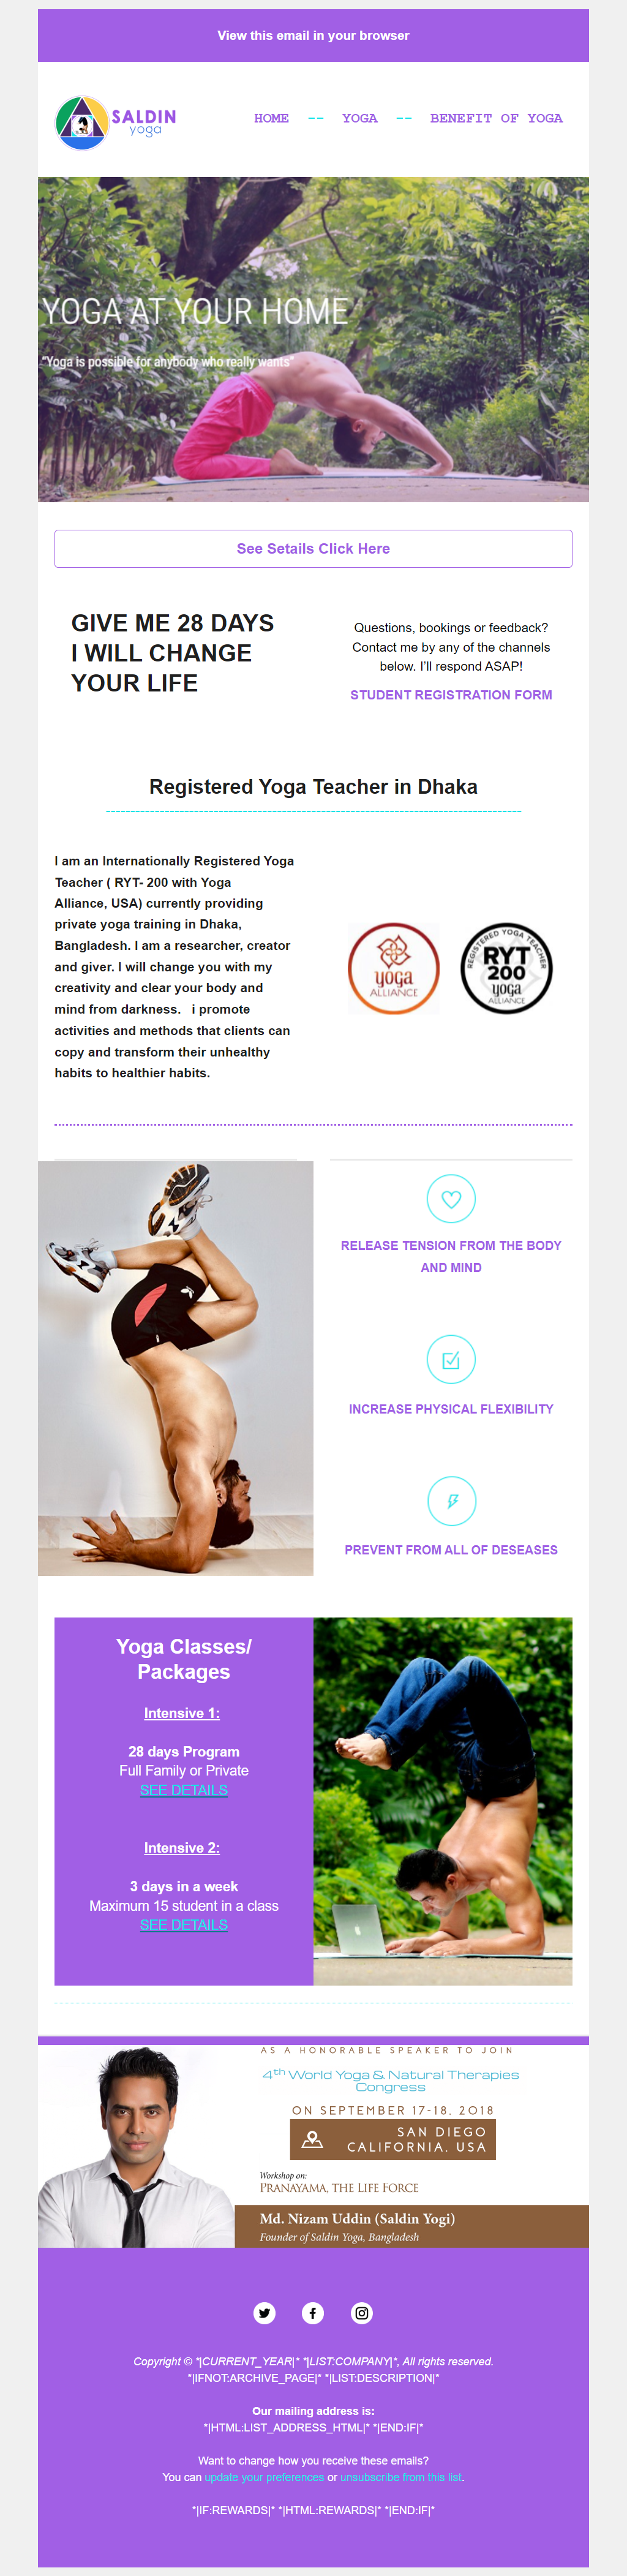 View this email in your browser
SALDIN
yoga
HOME -- YOGA -- BENEFIT OF YOGA
YOGA AT YOUR HOME
"Yoga is possible for anybody who really wants"
See Setails Click Here
GIVE ME 28 DAYS
I WILL CHANGE
YOUR LIFE
Questions, bookings or feedback?
Contact me by any of the channels
below. I'll respond ASAP!
STUDENT REGISTRATION FORM
Registered Yoga Teacher in Dhaka
I am an Internationally Registered Yoga
Teacher ( RYT- 200 with Yoga
Alliance, USA) currently providing
private yoga training in Dhaka,
Bangladesh. I am a researcher, creator
and giver. I will change you with my
creativity and clear your body and
mind from darkness.   i promote
activities and methods that clients can
copy and transform their unhealthy
habits to healthier habits.
yoga
ALLIANCE
REGISTERED YOGA TEACHER
RYT
200
yoga
ALLIANCE
RELEASE TENSION FROM THE BODY
AND MIND
INCREASE PHYSICAL FLEXIBILITY
PREVENT FROM ALL OF DESEASES
Yoga Classes/
Packages
Intensive 1:
28 days Program
Full Family or Private
SEE DETAILS
Intensive 2:
3 days in a week
Maximum 15 student in a class
SEE DETAILS
AS A HONORABLE SPEAKER TO JOIN
4th World Yoga & Natural Therapies
Congress
ON SEPTEMBER 17-18, 2018
SAN DIEGO
CALIFORNIA, USA
Workshop on:
PRANAYAMA, THE LIFE FORCE
Md. Nizam Uddin (Saldin Yogi)
Founder of Saldin Yoga, Bangladesh
Copyright © *|CURRENT_YEAR|* *|LIST:COMPANY|*, All rights reserved.
*|IFNOT:ARCHIVE_PAGE|* *|LIST:DESCRIPTION|*
Our mailing address is:
*|HTML:LIST_ADDRESS_HTML|* *|END:IF|*
Want to change how you receive these emails?
You can update your preferences or unsubscribe from this list.
*|IF:REWARDS|* *|HTML:REWARDS|* *|END:IF|*